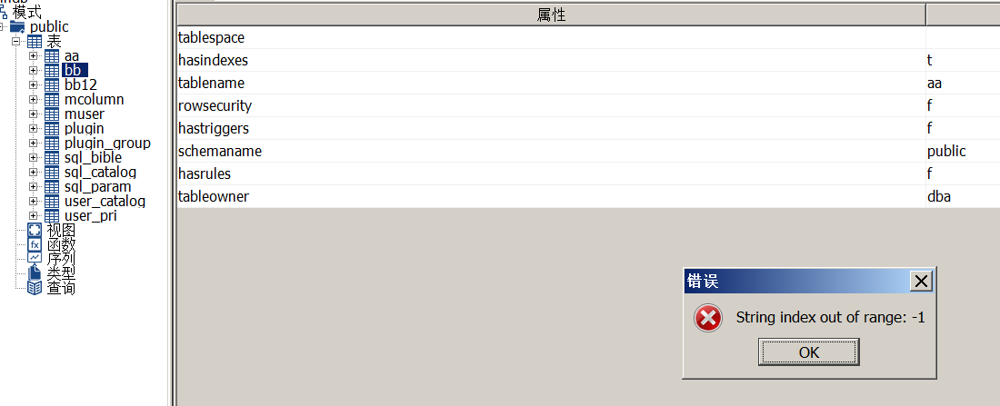 模式
public
表
aa
bb
bb12
mcolumn
muser
plugin
plugin_group
sql_bible
sql_catalog
sql_param
user_catalog
user_pri
视图
函数
序列
类型
查询
属性
tablespace
hasindexes t
tablename aa
rowsecurity f
hastriggers f
schemaname public
hasrules f
tableowner dba
错误
String index out of range: -1
OK